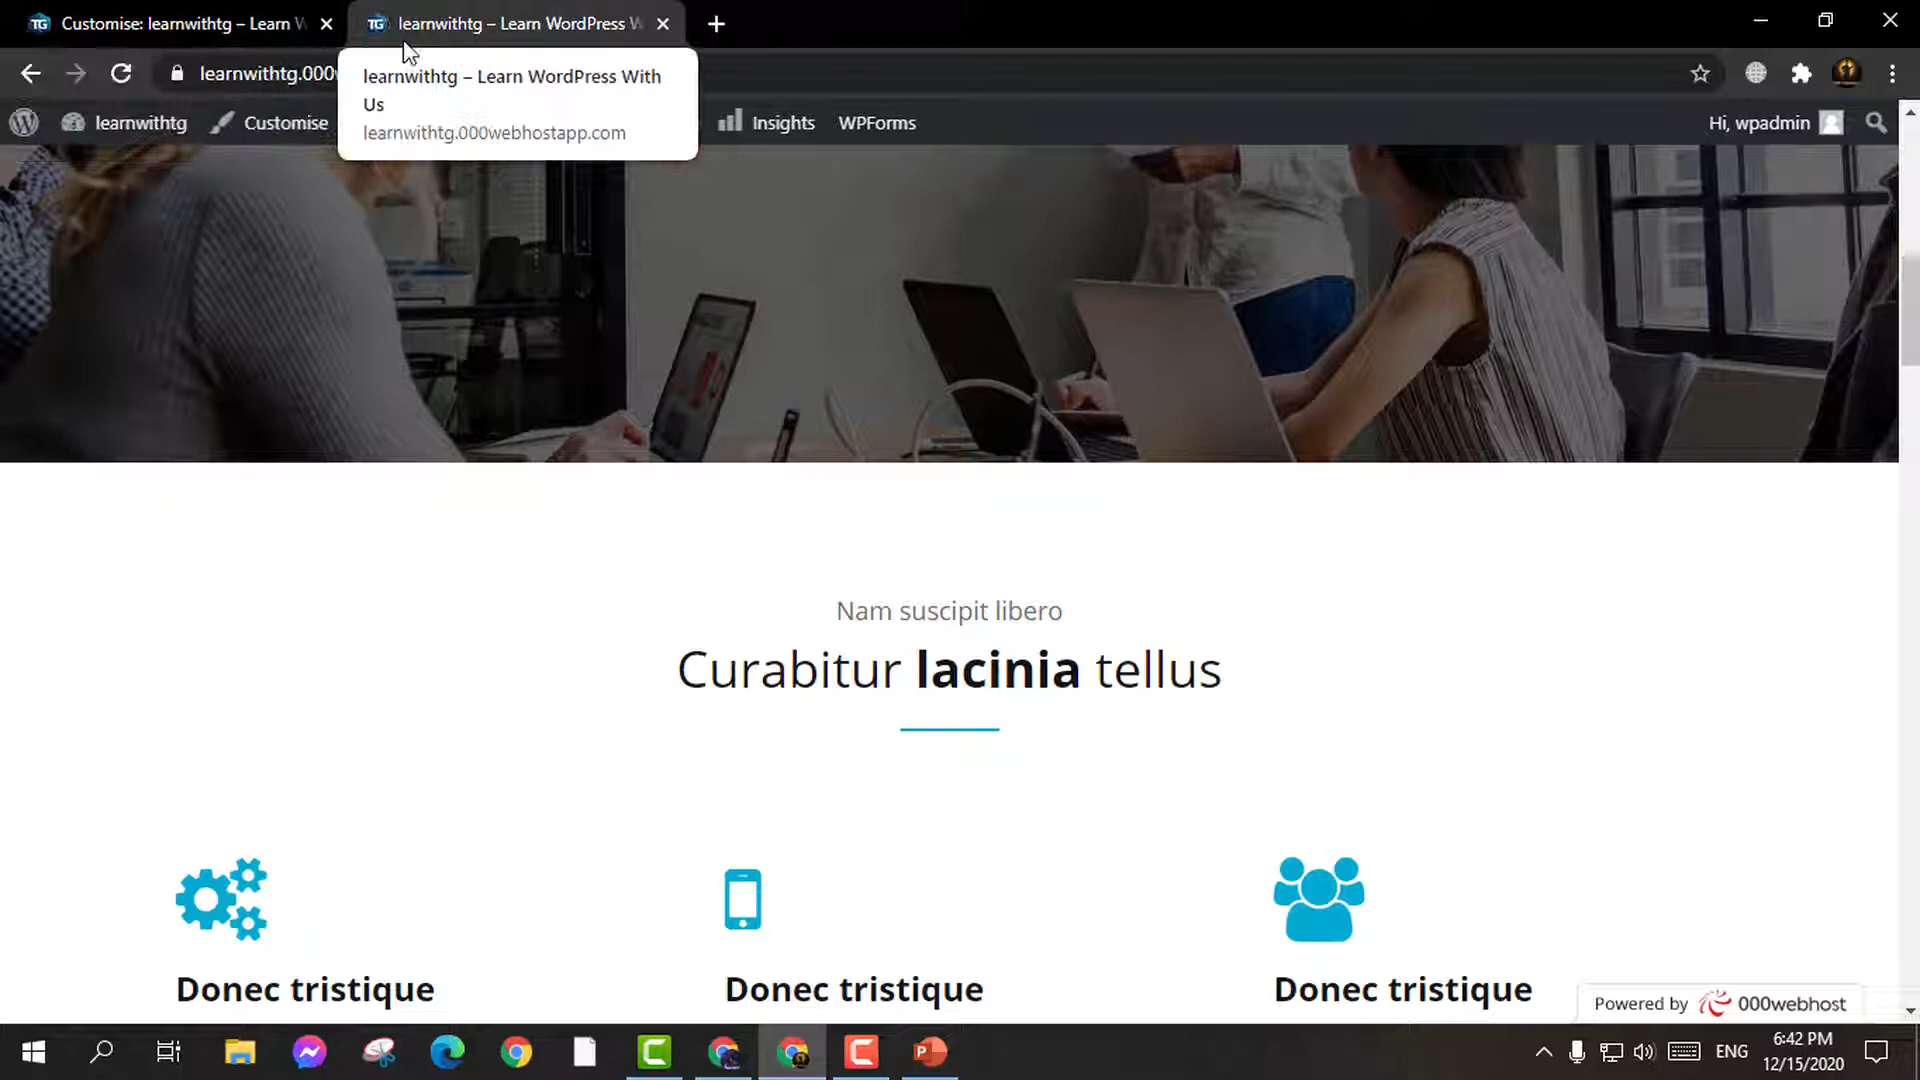 Customise: learnwithtg – Learn W
learnwithtg – Learn WordPress W
learnwithtg.000w
learnwithtg – Learn WordPress With
Us
learnwithtg.000webhostapp.com
learnwithtg
Customise
Insights
WPForms
Hi, wpadmin
Nam suscipit libero
Curabitur lacinia tellus
Donec tristique
Donec tristique
Donec tristique
Powered by 000webhost
ENG
6:42 PM
12/15/2020